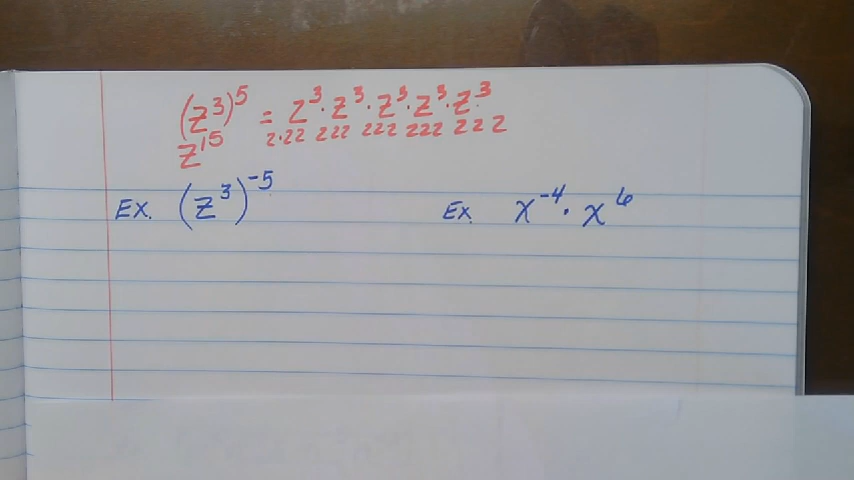 (z³)⁵ = z³·z³·z³·z³·z³
z·zz zzz zzz zzz zzz
z¹⁵
Ex. (z³)⁻⁵
Ex. x⁻⁴·x⁶